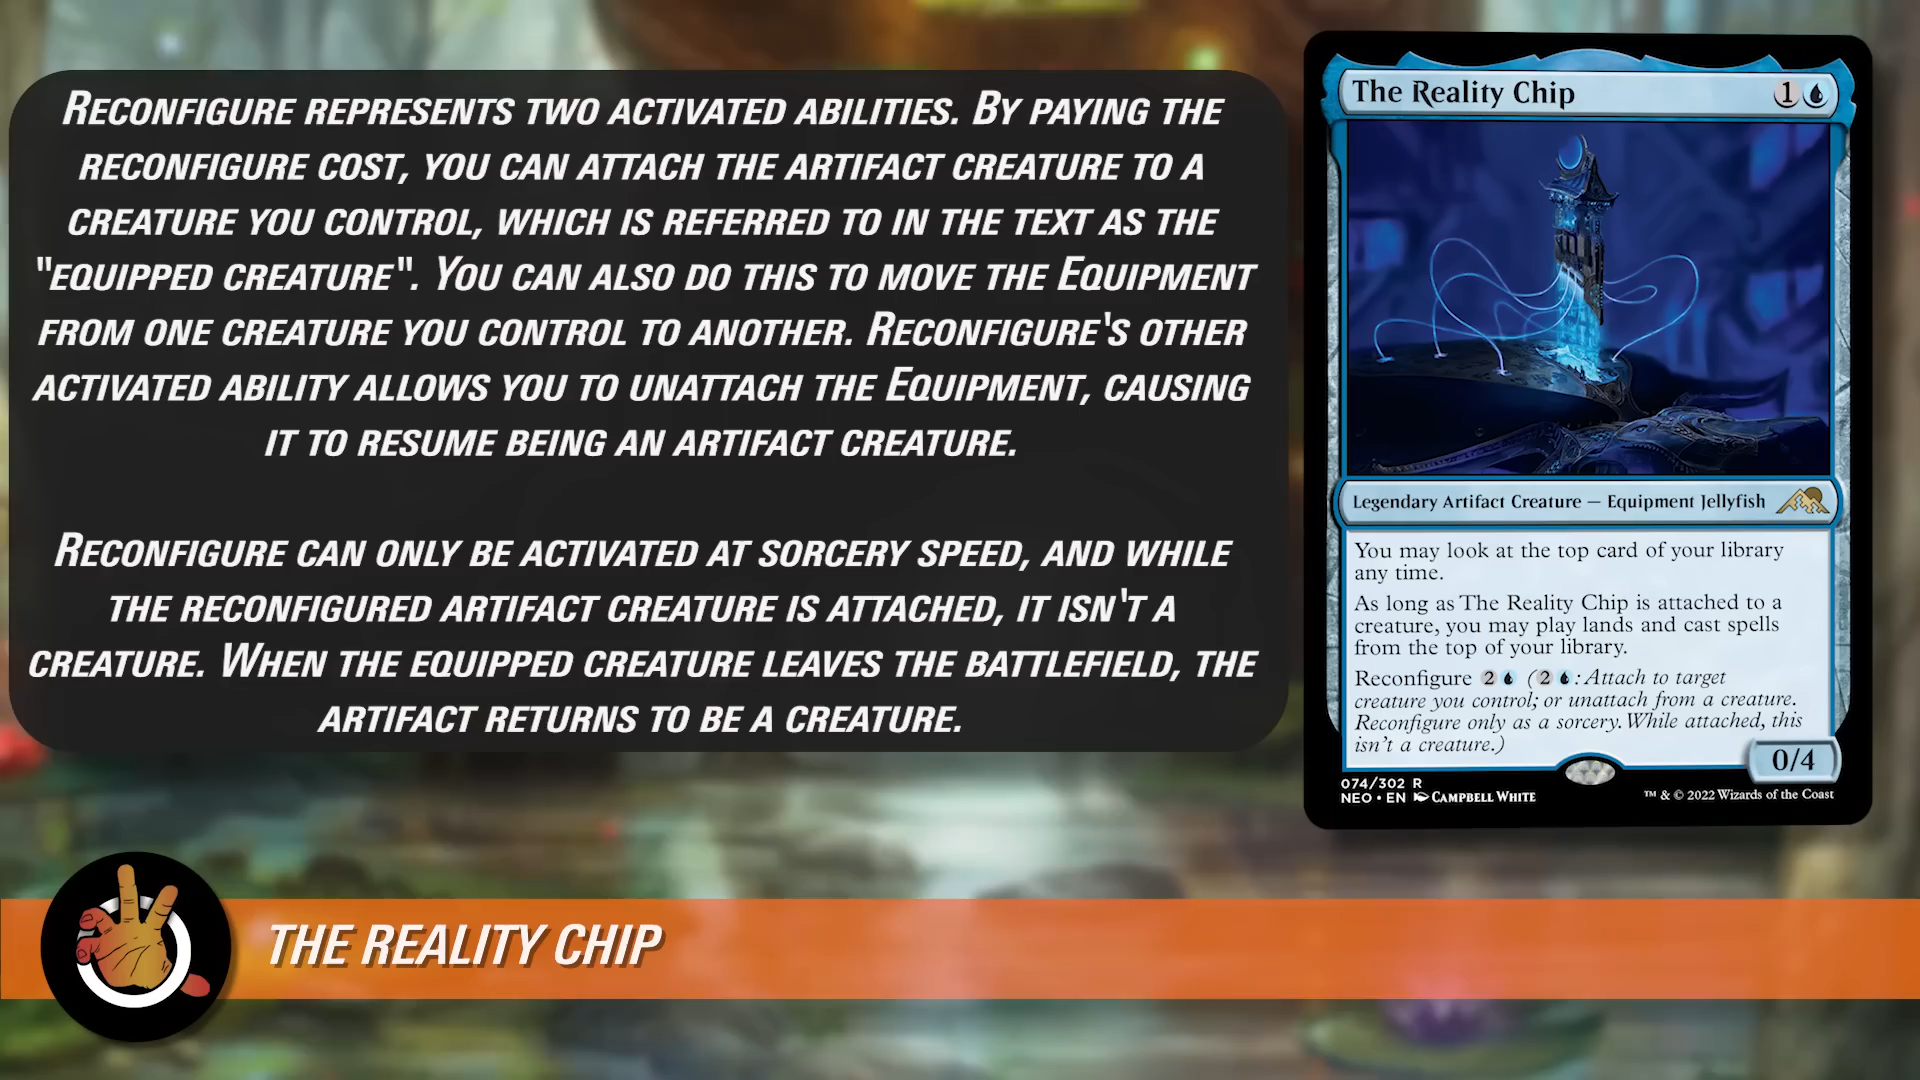 Reconfigure represents two activated abilities. By paying the
reconfigure cost, you can attach the artifact creature to a
creature you control, which is referred to in the text as the
"equipped creature". You can also do this to move the Equipment
from one creature you control to another. Reconfigure's other
activated ability allows you to unattach the Equipment, causing
it to resume being an artifact creature.
Reconfigure can only be activated at sorcery speed, and while
the reconfigured artifact creature is attached, it isn't a
creature. When the equipped creature leaves the battlefield, the
artifact returns to be a creature.
The Reality Chip 1
Legendary Artifact Creature — Equipment Jellyfish
You may look at the top card of your library
any time.
As long as The Reality Chip is attached to a
creature, you may play lands and cast spells
from the top of your library.
Reconfigure 2 (2 : Attach to target
creature you control; or unattach from a creature.
Reconfigure only as a sorcery. While attached, this
isn't a creature.)
0/4
074/302 R
NEO • EN CAMPBELL WHITE
™ & © 2022 Wizards of the Coast
THE REALITY CHIP